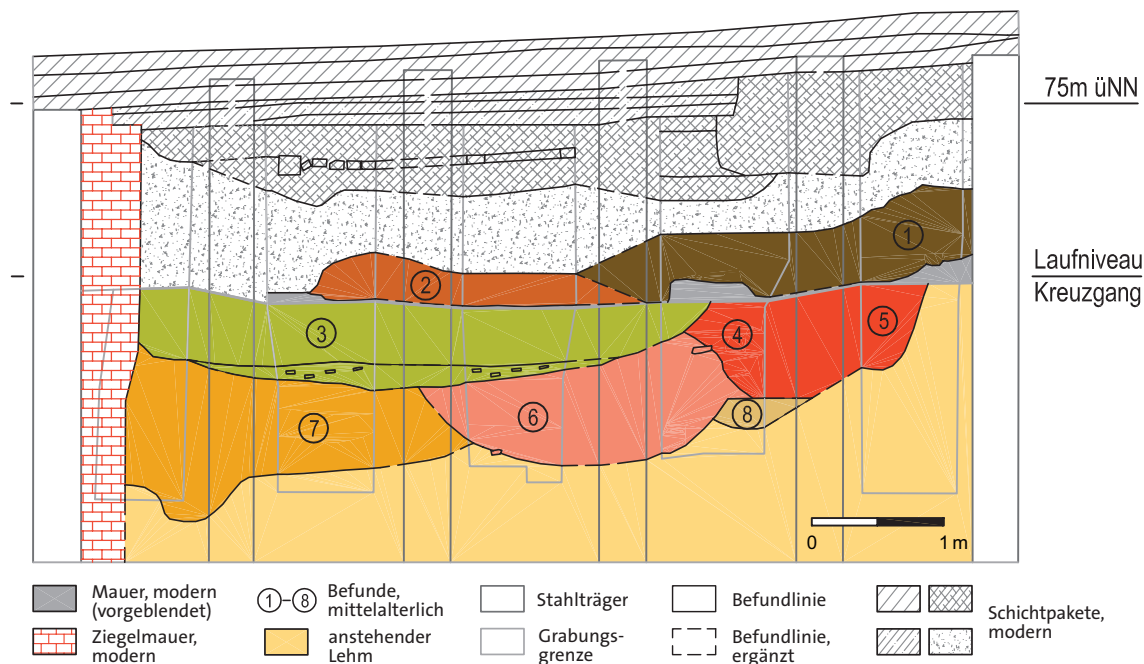 75m üNN
Laufniveau
Kreuzgang
1
2
3
4
5
6
7
8
0 1 m
Mauer, modern
(vorgeblendet)
Ziegelmauer,
modern
1–8 Befunde,
mittelalterlich
anstehender
Lehm
Stahlträger
Grabungs-
grenze
Befundlinie
Befundlinie,
ergänzt
Schichtpakete,
modern